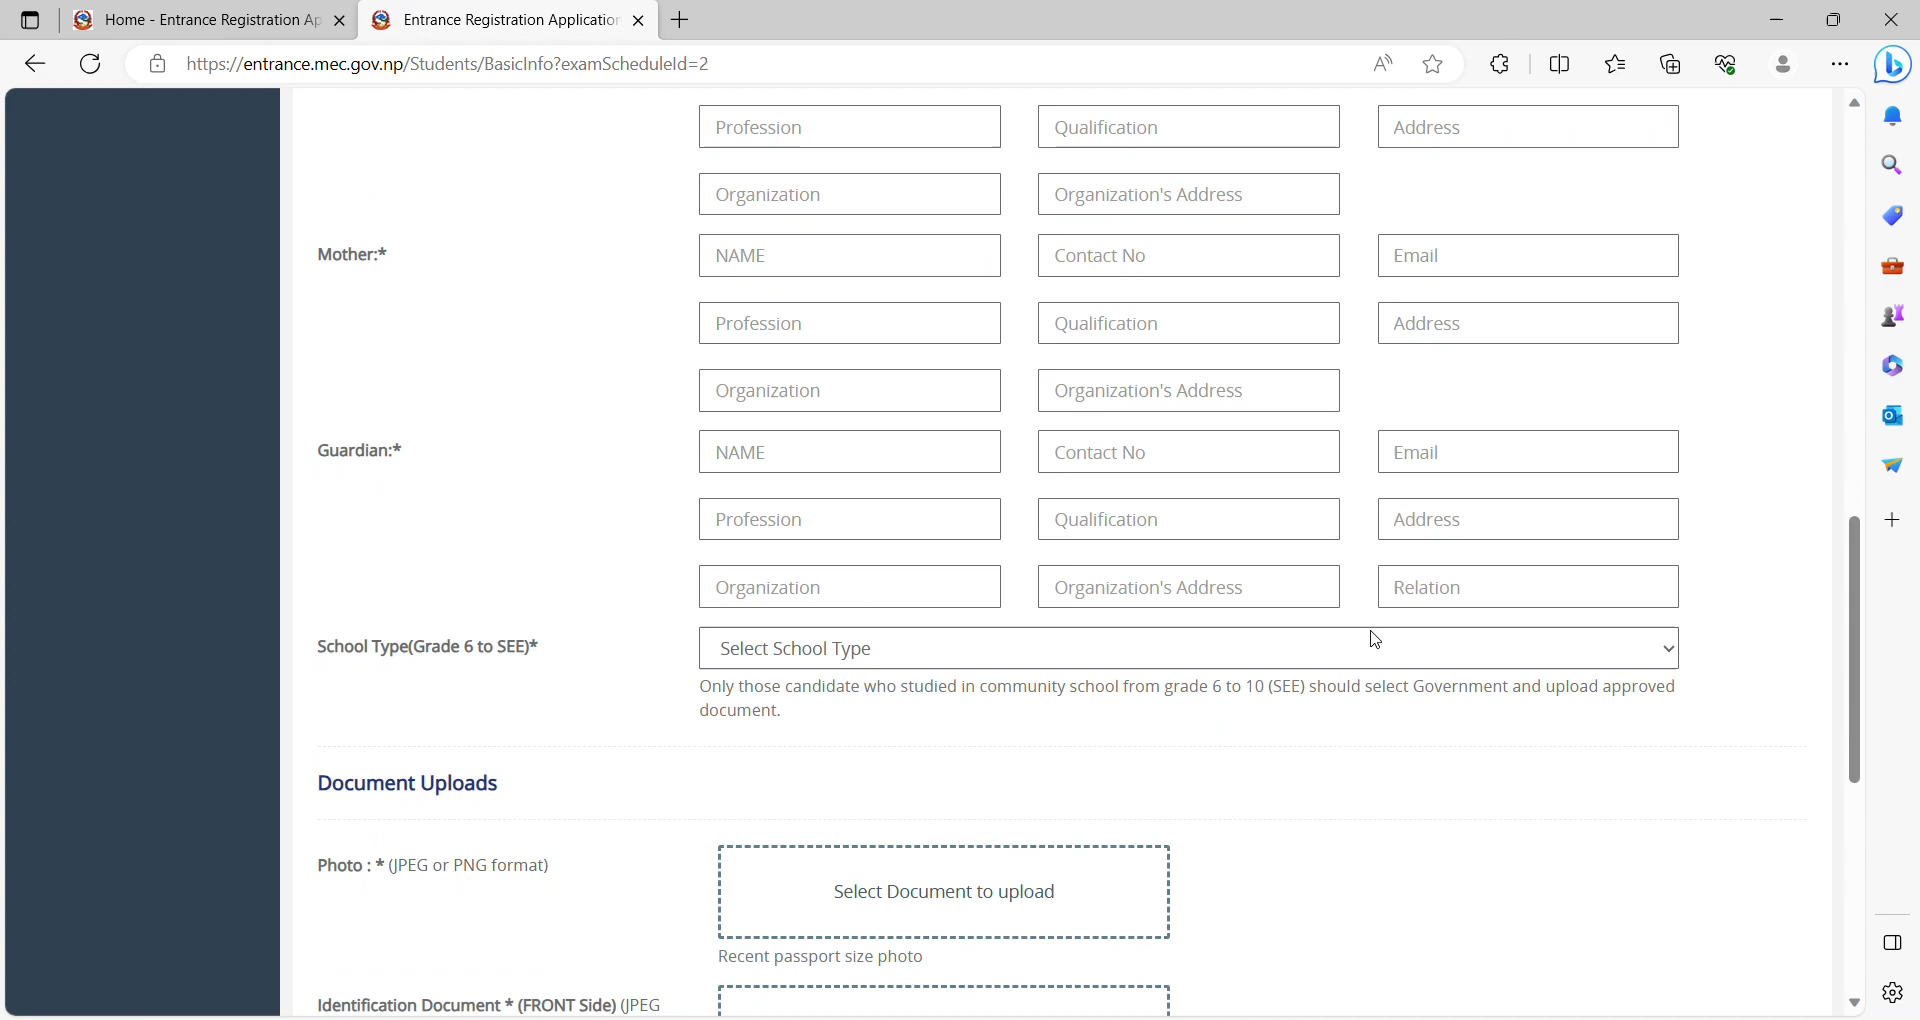 Home - Entrance Registration Ap
Entrance Registration Application
https://entrance.mec.gov.np/Students/BasicInfo?examScheduleId=2
Profession Qualification Address
Organization Organization's Address
Mother:* NAME Contact No Email
Profession Qualification Address
Organization Organization's Address
Guardian:* NAME Contact No Email
Profession Qualification Address
Organization Organization's Address Relation
School Type(Grade 6 to SEE)* Select School Type
Only those candidate who studied in community school from grade 6 to 10 (SEE) should select Government and upload approved
document.
Document Uploads
Photo : * (JPEG or PNG format) Select Document to upload
Recent passport size photo
Identification Document * (FRONT Side) (JPEG